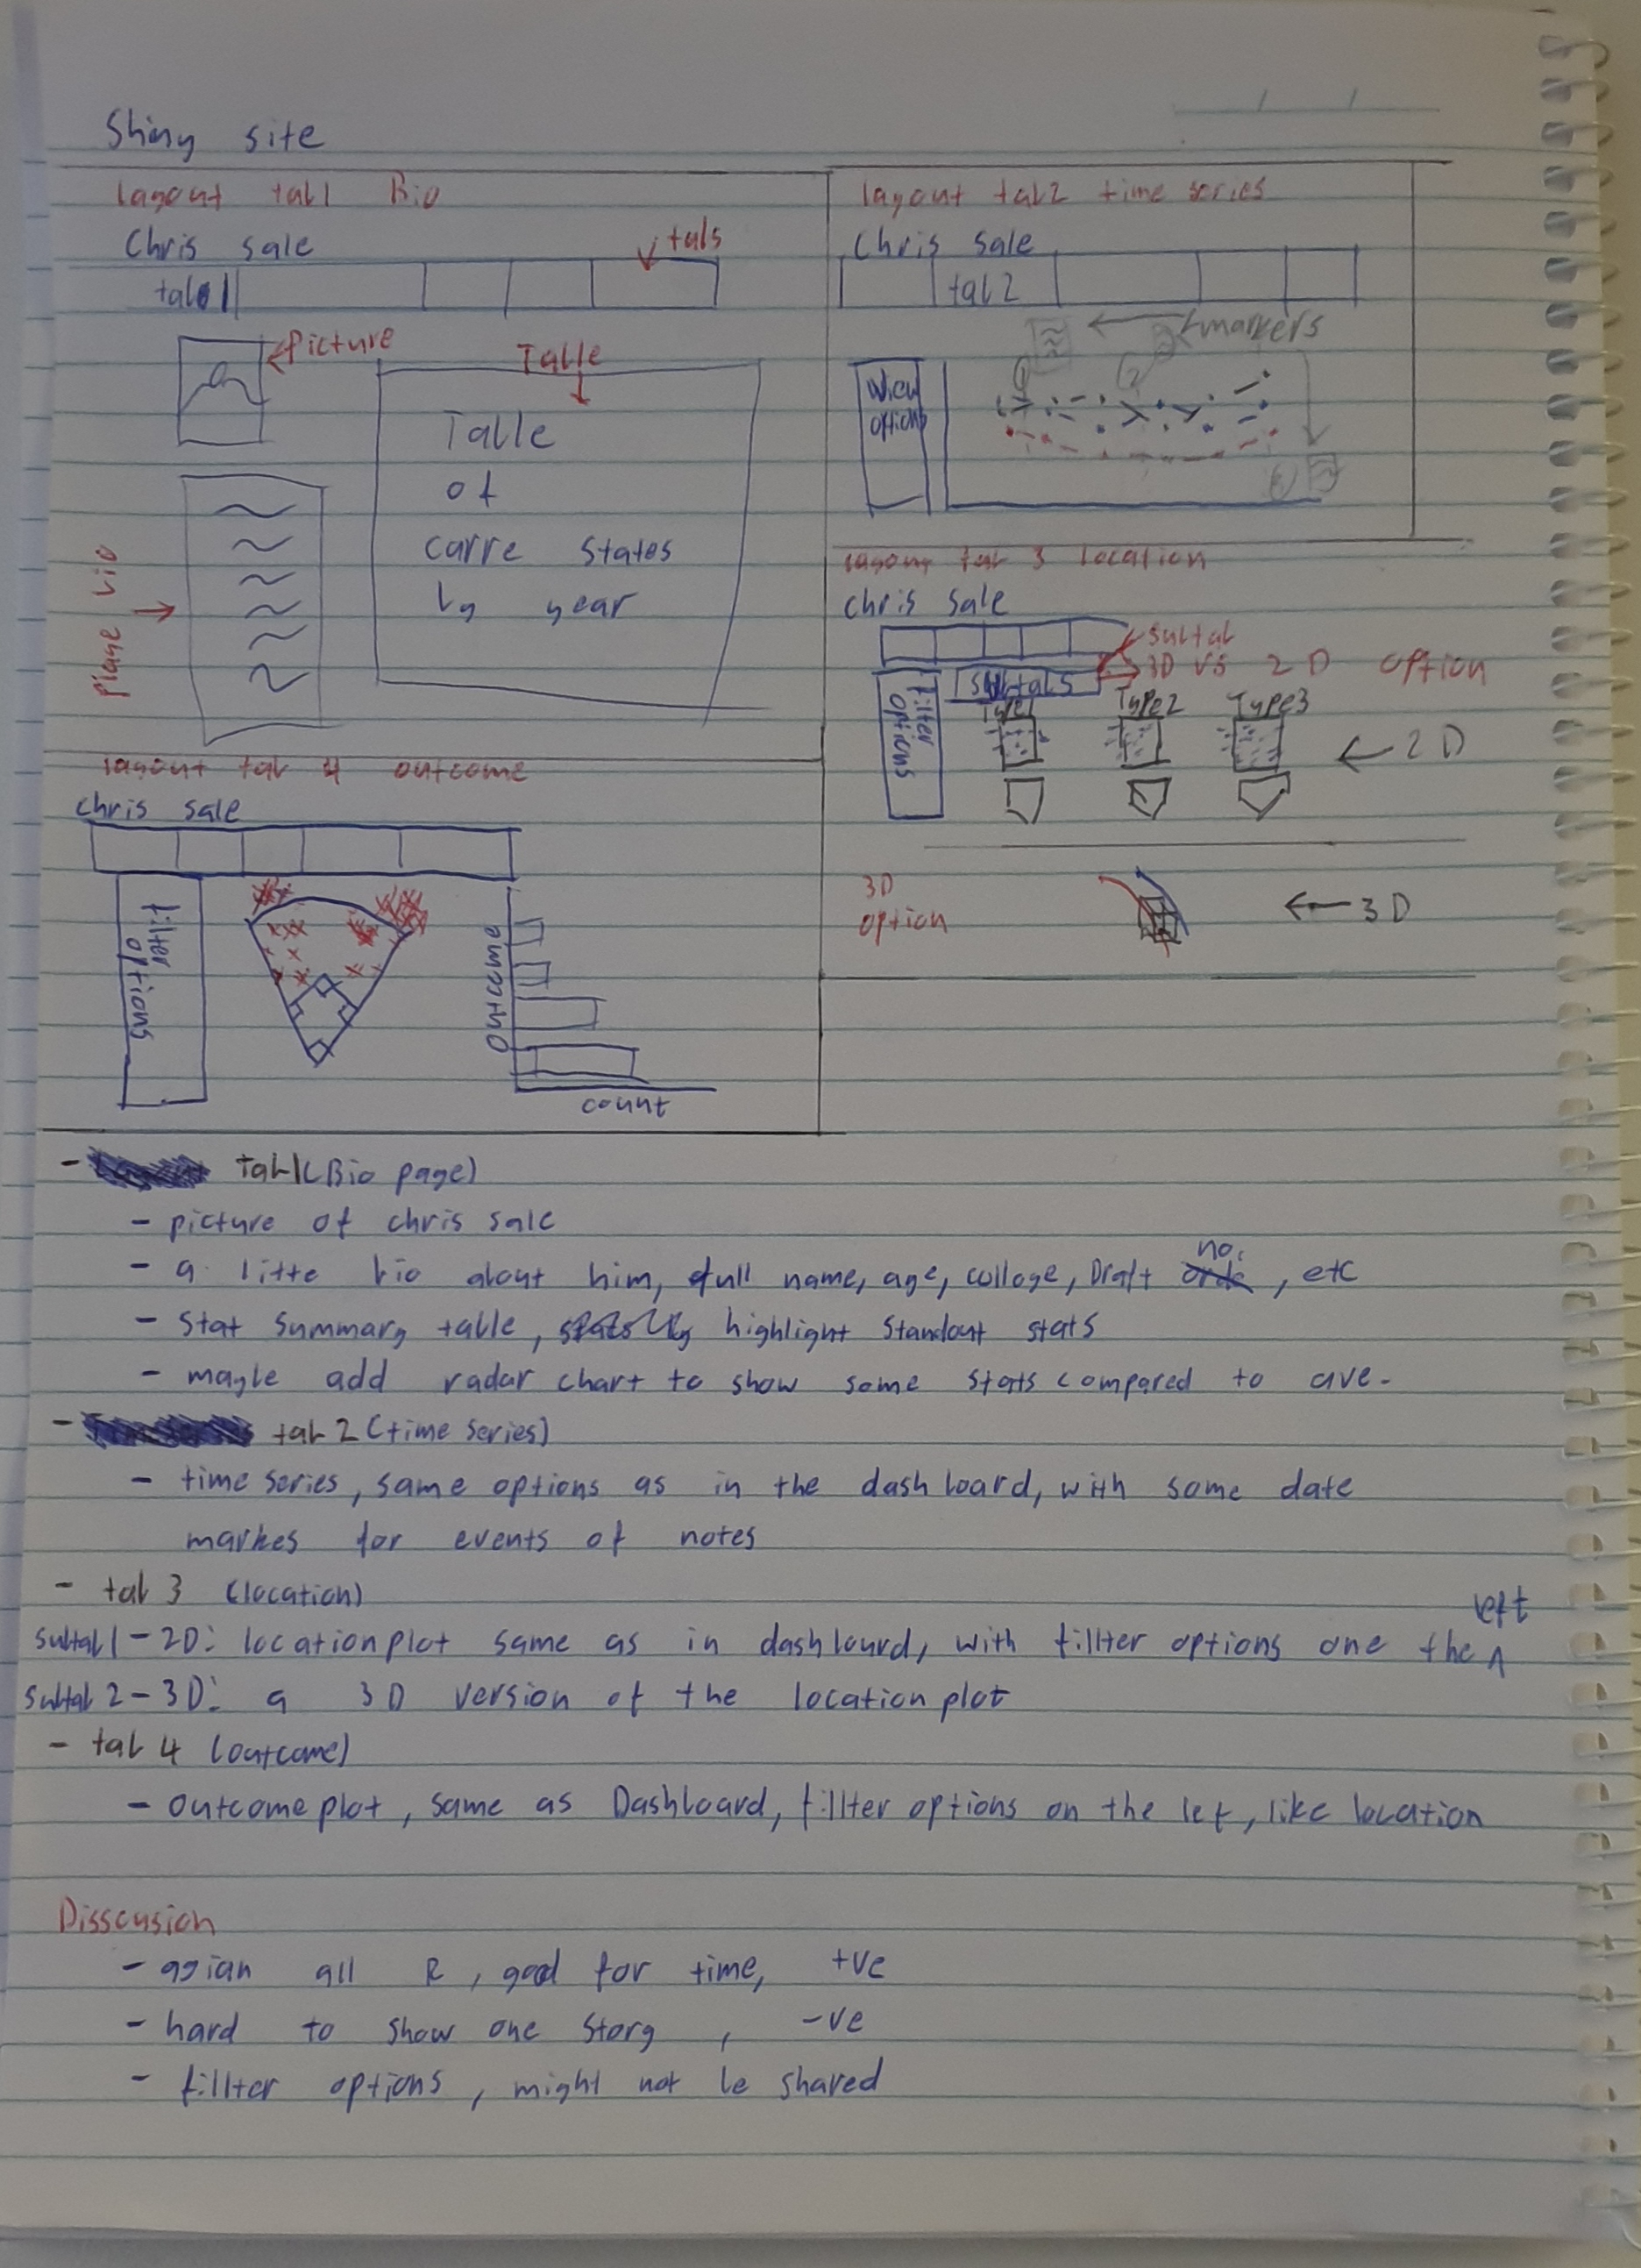 Shiny site
layout tab1 Bio
Chris sale
tabs
tab1
Picture
Table
Table
of
carre states
by year
Playe bio
layout tab2 time series
Chris sale
tab2
markers
View
options
1
2
3
layout tab 3 location
Chris sale
subtab
3D vs 2D option
subtabs
Filter
options
Type1 Type2 Type3
2D
3D
option
3D
layout tab 4 outcome
Chris sale
filter
options
outcome
count
- tab1(Bio page)
- picture of chris sale
- a litte bio about him, full name, age, colloge, Draft no., etc
- stat summary table, highlight standout stats
- mayble add radar chart to show some stats compared to ave.
- tab 2 (time series)
- time series, same options as in the dashboard, with some date
markes for events of notes
- tab 3 (location)
subtab1-2D: location plot same as in dashbourd, with fillter options one the left
subtab 2-3D: a 3D version of the location plot
- tab 4 (outcome)
- outcome plot, same as Dashboard, fillter options on the left, like location
Disscusion
- agian all R, good for time, +ve
- hard to show one story, -ve
- fillter options, might not be shared